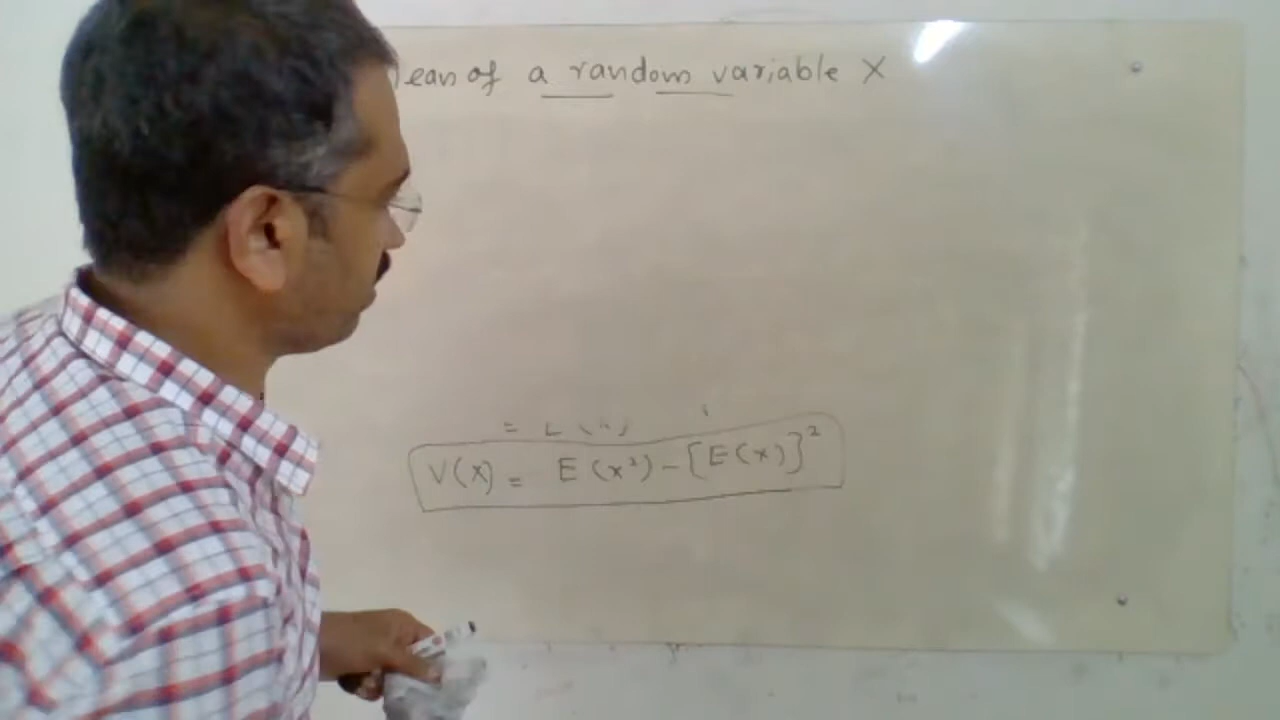 ean of a random variable X
V(X) = E(x²) - [E(x)]²